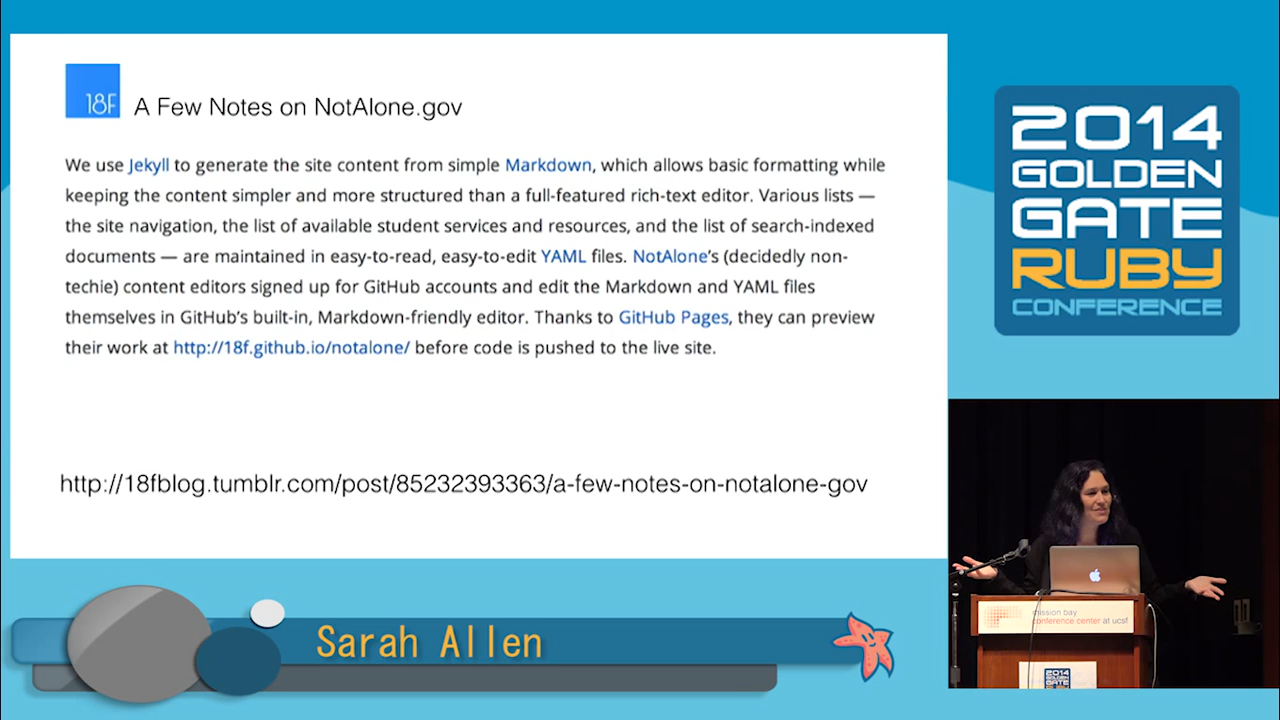 18F
A Few Notes on NotAlone.gov
We use Jekyll to generate the site content from simple Markdown, which allows basic formatting while
keeping the content simpler and more structured than a full-featured rich-text editor. Various lists —
the site navigation, the list of available student services and resources, and the list of search-indexed
documents — are maintained in easy-to-read, easy-to-edit YAML files. NotAlone's (decidedly non-
techie) content editors signed up for GitHub accounts and edit the Markdown and YAML files
themselves in GitHub's built-in, Markdown-friendly editor. Thanks to GitHub Pages, they can preview
their work at http://18f.github.io/notalone/ before code is pushed to the live site.
http://18fblog.tumblr.com/post/85232393363/a-few-notes-on-notalone-gov
2014
GOLDEN
GATE
RUBY
CONFERENCE
mission bay
conference center at ucsf
2014
GOLDEN
GATE
RUBY
Sarah Allen